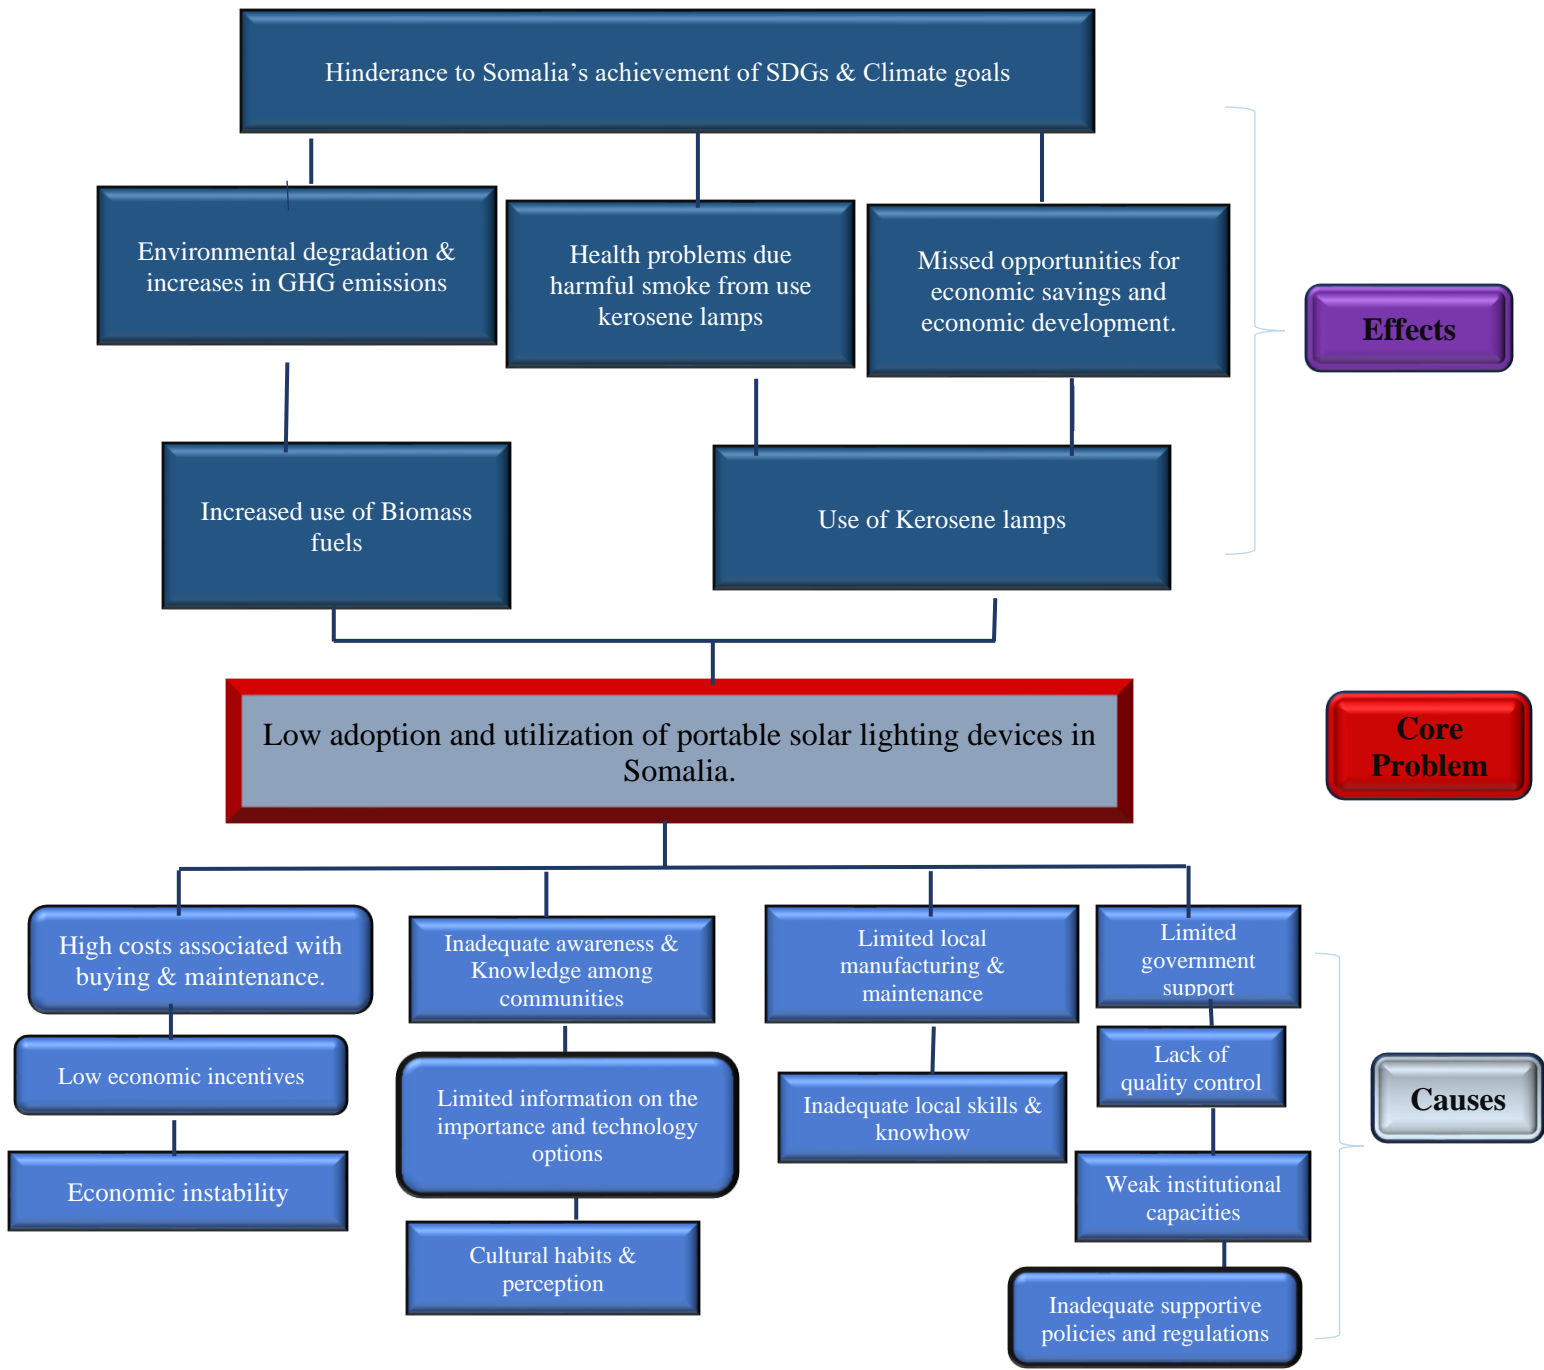 Hinderance to Somalia’s achievement of SDGs & Climate goals
Environmental degradation &
increases in GHG emissions
Health problems due
harmful smoke from use
kerosene lamps
Missed opportunities for
economic savings and
economic development.
Effects
Increased use of Biomass
fuels
Use of Kerosene lamps
Low adoption and utilization of portable solar lighting devices in
Somalia.
Core
Problem
High costs associated with
buying & maintenance.
Inadequate awareness &
Knowledge among
communities
Limited local
manufacturing &
maintenance
Limited
government
support
Low economic incentives
Limited information on the
importance and technology
options
Inadequate local skills &
knowhow
Lack of
quality control
Causes
Economic instability
Cultural habits &
perception
Weak institutional
capacities
Inadequate supportive
policies and regulations